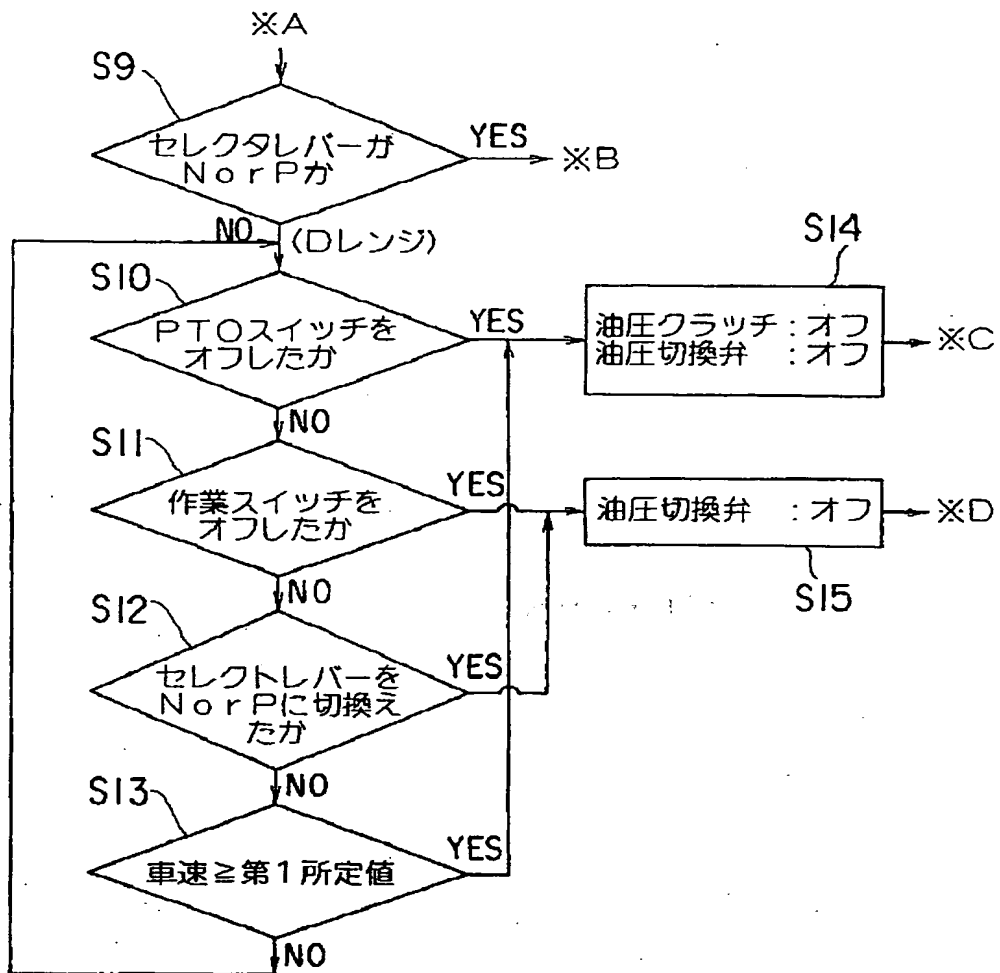 ※A
S9
セレクタレバーが
NorPか
YES
※B
NO
(Dレンジ)
S10
PTOスイッチを
オフしたか
YES
S14
油圧クラッチ:オフ
油圧切換弁 :オフ
※C
NO
S11
作業スイッチを
オフしたか
YES
油圧切換弁 :オフ
※D
S15
NO
S12
セレクトレバーを
NorPに切換え
たか
YES
NO
S13
車速≧第1所定値
YES
NO